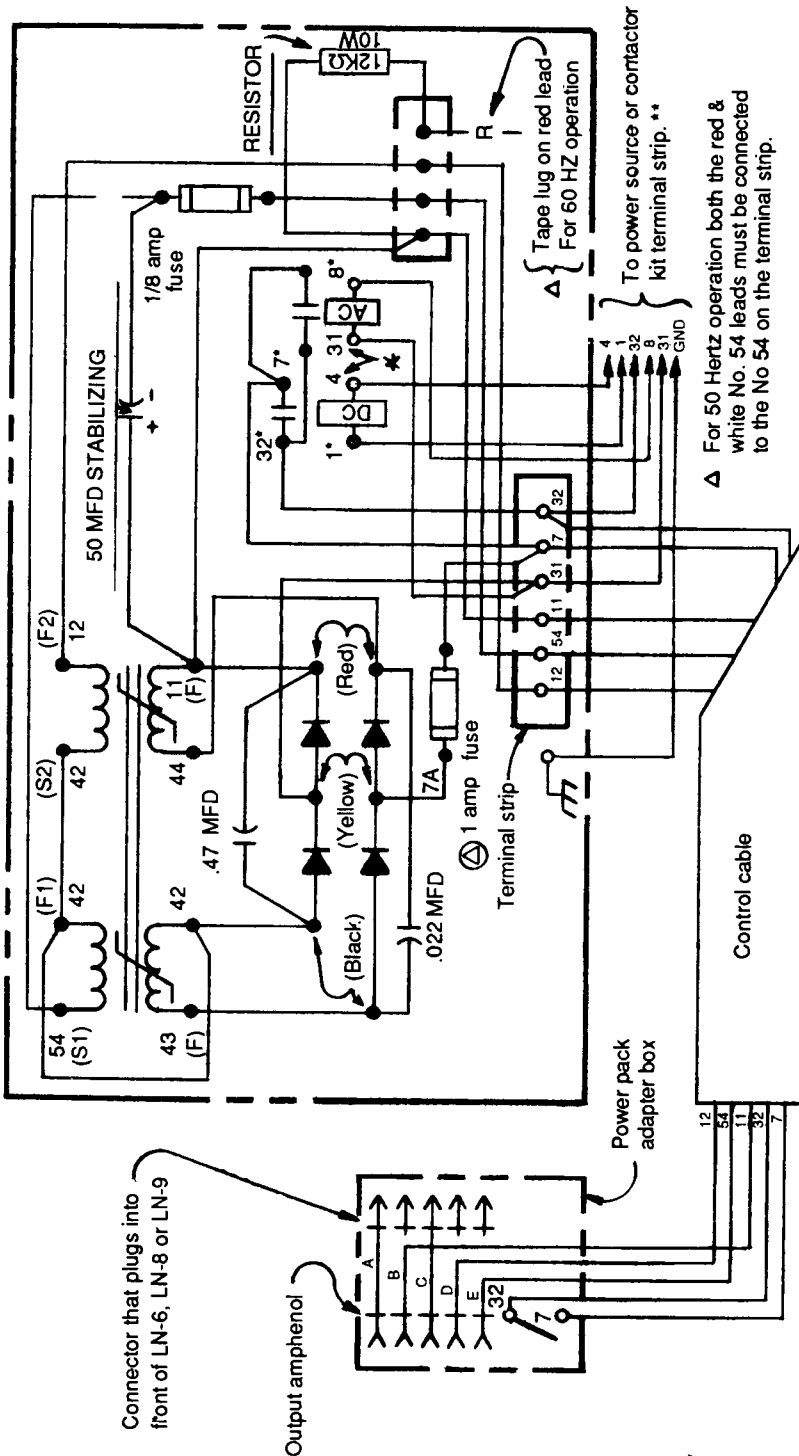 RESISTOR
12KΩ
10W
50 MFD STABILIZING
+ -
1/8 amp
fuse
R
Δ
Tape lug on red lead
For 60 HZ operation
To power source or contactor
kit terminal strip. **
Δ For 50 Hertz operation both the red &
white No. 54 leads must be connected
to the No 54 on the terminal strip.
(F2)
12
(S2)
42
(F1)
42
54
(S1)
11
(F)
44
42
43
(F)
.47 MFD
(Red)
(Yellow)
(Black)
.022 MFD
7A
Δ 1 amp fuse
Terminal strip
7*
32*
8*
AC
31
*
4
DC
1*
32
7
31
11
54
12
4
1
32
8
31
GND
Control cable
12
54
11
32
7
Power pack
adapter box
Connector that plugs into
front of LN-6, LN-8 or LN-9
Output amphenol
A
B
C
D
E
32
7